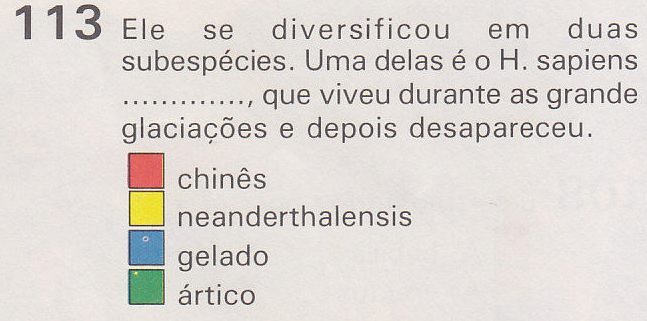 113 Ele se diversificou em duas
subespécies. Uma delas é o H. sapiens
............., que viveu durante as grande
glaciações e depois desapareceu.
chinês
neanderthalensis
gelado
ártico